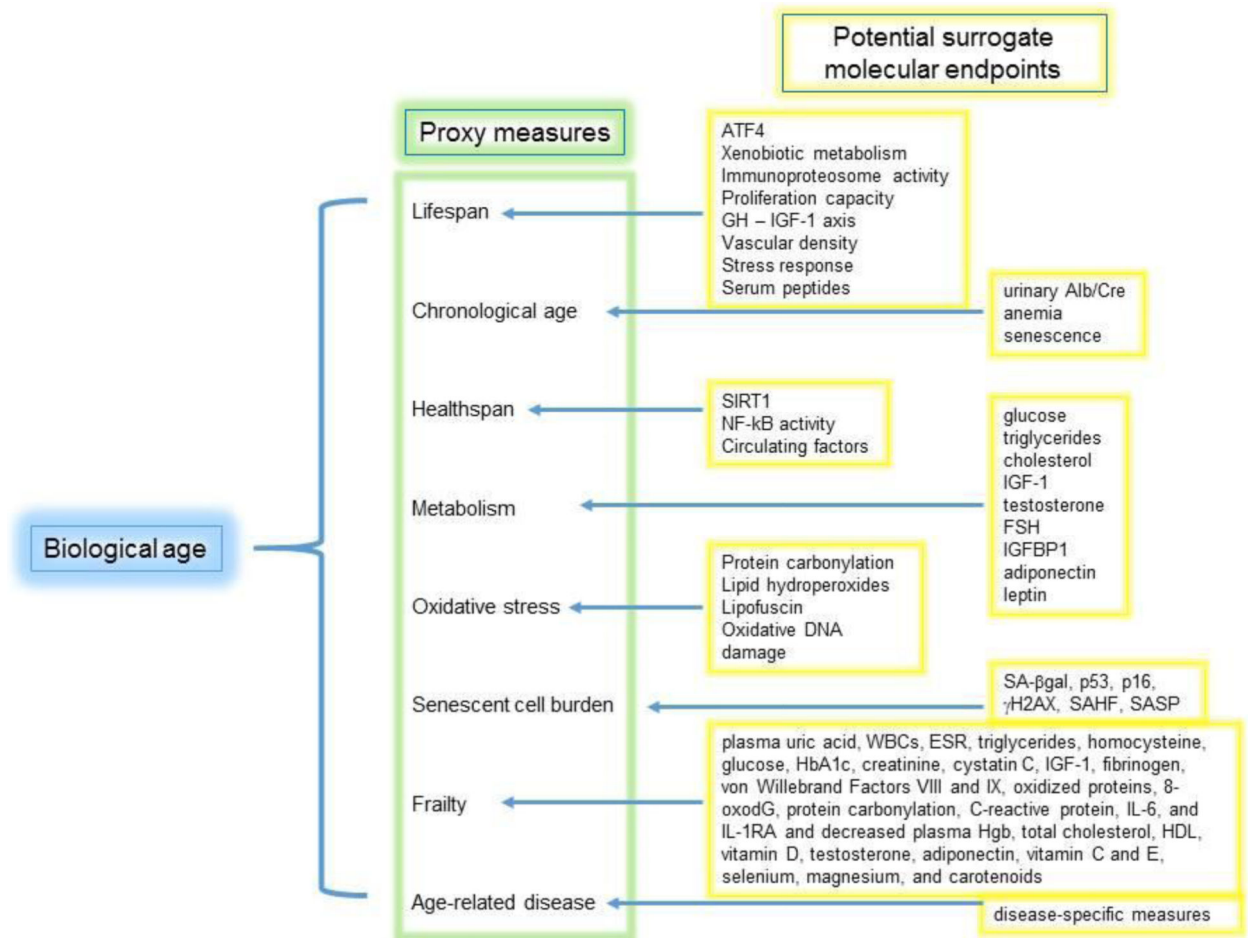 Potential surrogate
molecular endpoints
Proxy measures
ATF4
Xenobiotic metabolism
Immunoproteosome activity
Proliferation capacity
GH – IGF-1 axis
Vascular density
Stress response
Serum peptides
Lifespan
urinary Alb/Cre
anemia
senescence
Chronological age
SIRT1
NF-kB activity
Circulating factors
Healthspan
glucose
triglycerides
cholesterol
IGF-1
testosterone
FSH
IGFBP1
adiponectin
leptin
Metabolism
Biological age
Protein carbonylation
Lipid hydroperoxides
Lipofuscin
Oxidative DNA
damage
Oxidative stress
SA-βgal, p53, p16,
γH2AX, SAHF, SASP
Senescent cell burden
plasma uric acid, WBCs, ESR, triglycerides, homocysteine,
glucose, HbA1c, creatinine, cystatin C, IGF-1, fibrinogen,
von Willebrand Factors VIII and IX, oxidized proteins, 8-
oxodG, protein carbonylation, C-reactive protein, IL-6, and
IL-1RA and decreased plasma Hgb, total cholesterol, HDL,
vitamin D, testosterone, adiponectin, vitamin C and E,
selenium, magnesium, and carotenoids
Frailty
Age-related disease
disease-specific measures